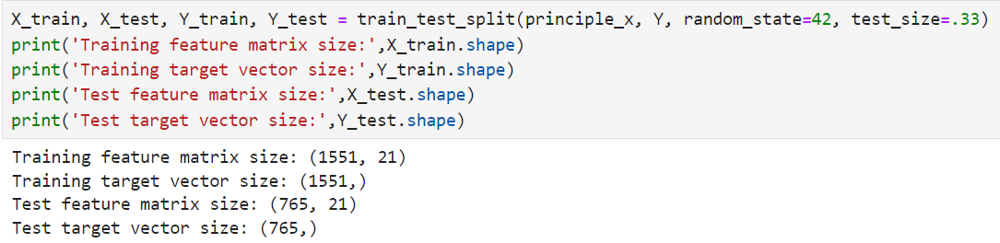 X_train, X_test, Y_train, Y_test = train_test_split(principle_x, Y, random_state=42, test_size=.33)
print('Training feature matrix size:',X_train.shape)
print('Training target vector size:',Y_train.shape)
print('Test feature matrix size:',X_test.shape)
print('Test target vector size:',Y_test.shape)
Training feature matrix size: (1551, 21)
Training target vector size: (1551,)
Test feature matrix size: (765, 21)
Test target vector size: (765,)